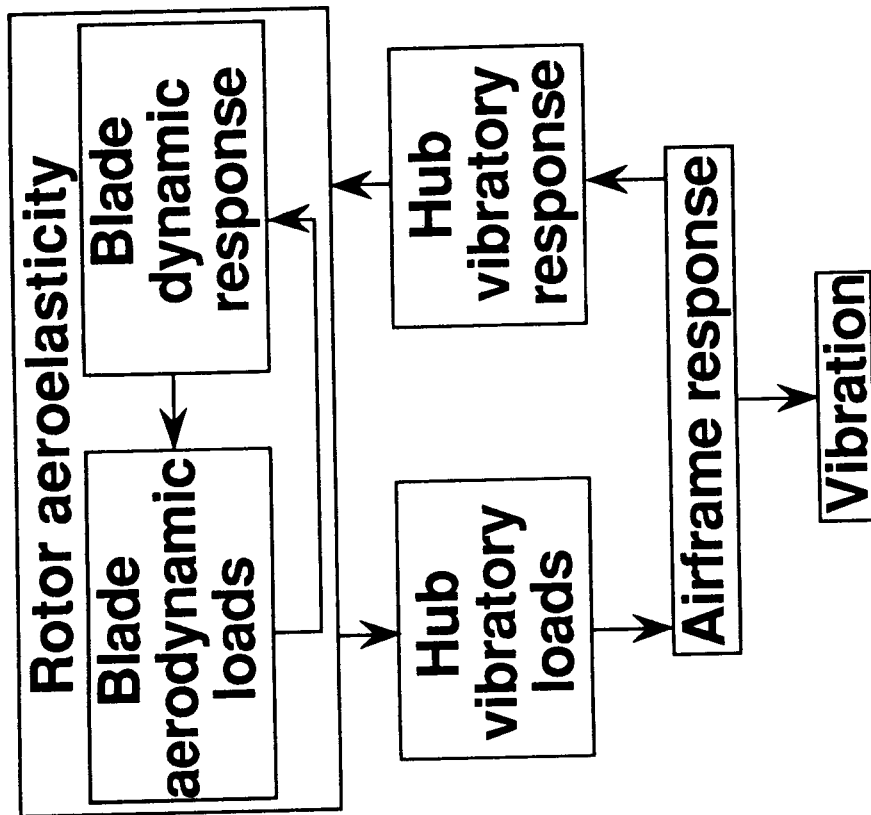 Rotor aeroelasticity
Blade
aerodynamic
loads
Blade
dynamic
response
Hub
vibratory
loads
Hub
vibratory
response
Airframe response
Vibration